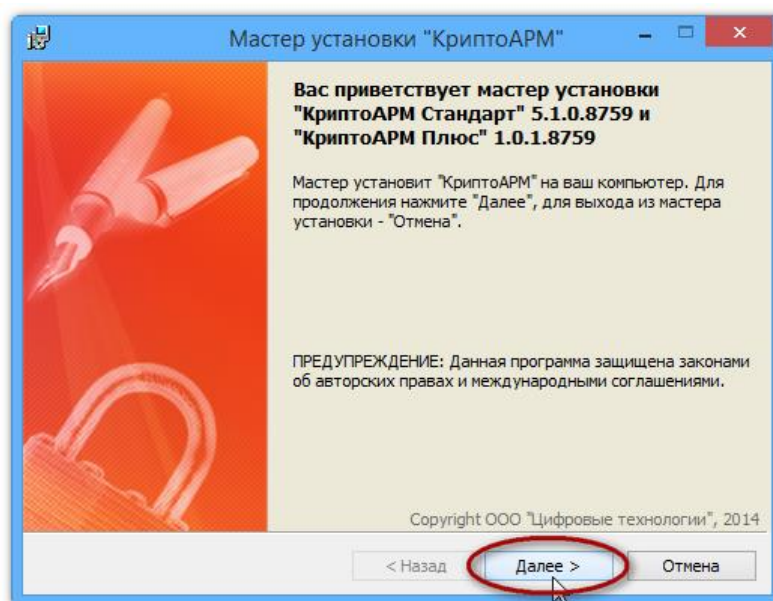 Мастер установки "КриптоАРМ"
Вас приветствует мастер установки
"КриптоАРМ Стандарт" 5.1.0.8759 и
"КриптоАРМ Плюс" 1.0.1.8759
Мастер установит "КриптоАРМ" на ваш компьютер. Для
продолжения нажмите "Далее", для выхода из мастера
установки - "Отмена".
ПРЕДУПРЕЖДЕНИЕ: Данная программа защищена законами
об авторских правах и международными соглашениями.
Copyright ООО "Цифровые технологии", 2014
< Назад
Далее >
Отмена